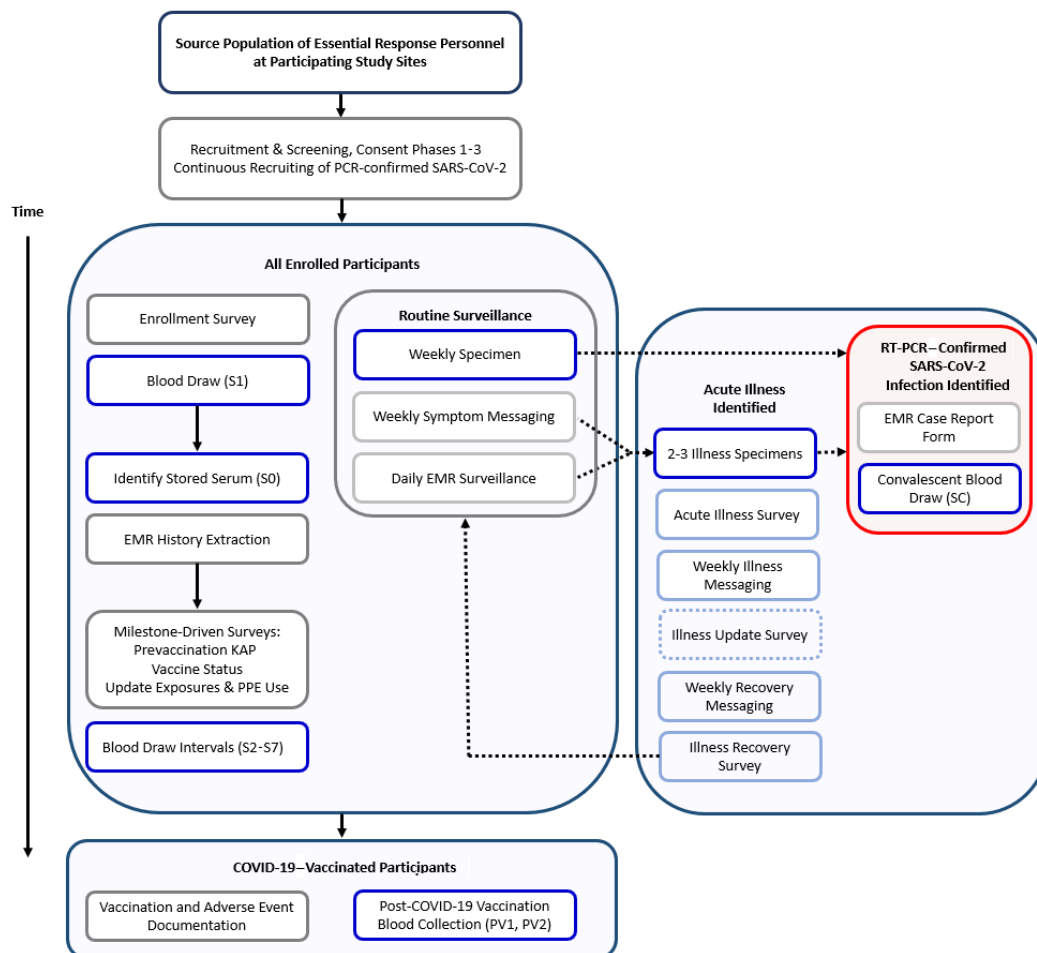 Source Population of Essential Response Personnel
at Participating Study Sites
Recruitment & Screening, Consent Phases 1-3
Continuous Recruiting of PCR-confirmed SARS-CoV-2
Time
All Enrolled Participants
Enrollment Survey
Blood Draw (S1)
Identify Stored Serum (S0)
EMR History Extraction
Milestone-Driven Surveys:
Prevaccination KAP
Vaccine Status
Update Exposures & PPE Use
Blood Draw Intervals (S2-S7)
Routine Surveillance
Weekly Specimen
Weekly Symptom Messaging
Daily EMR Surveillance
Acute Illness
Identified
2-3 Illness Specimens
Acute Illness Survey
Weekly Illness
Messaging
Illness Update Survey
Weekly Recovery
Messaging
Illness Recovery
Survey
RT-PCR–Confirmed
SARS-CoV-2
Infection Identified
EMR Case Report
Form
Convalescent Blood
Draw (SC)
COVID-19–Vaccinated Participants
Vaccination and Adverse Event
Documentation
Post-COVID-19 Vaccination
Blood Collection (PV1, PV2)